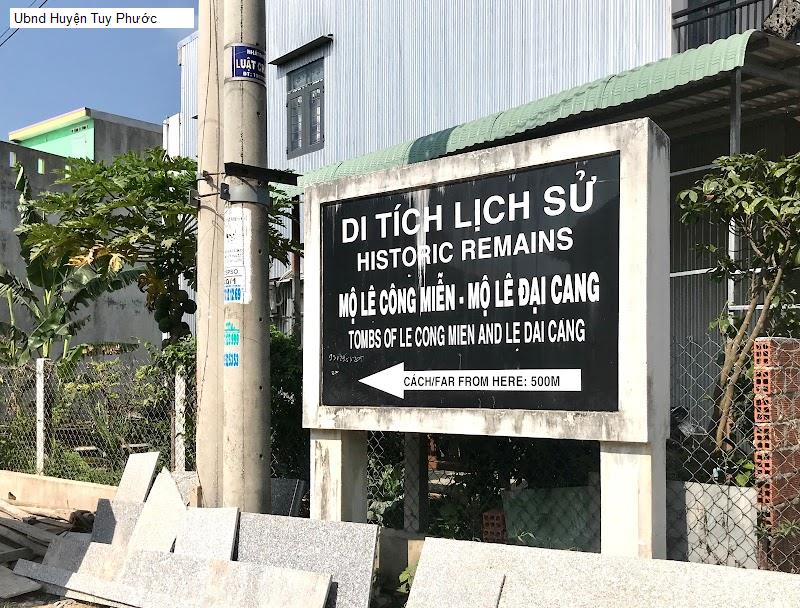 Ubnd Huyện Tuy Phước
LUẬT
DI TÍCH LỊCH SỬ
HISTORIC REMAINS
MỘ LÊ CÔNG MIỄN - MỘ LÊ ĐẠI CANG
TOMBS OF LE CONG MIEN AND LE DAI CANG
CÁCH/FAR FROM HERE: 500M